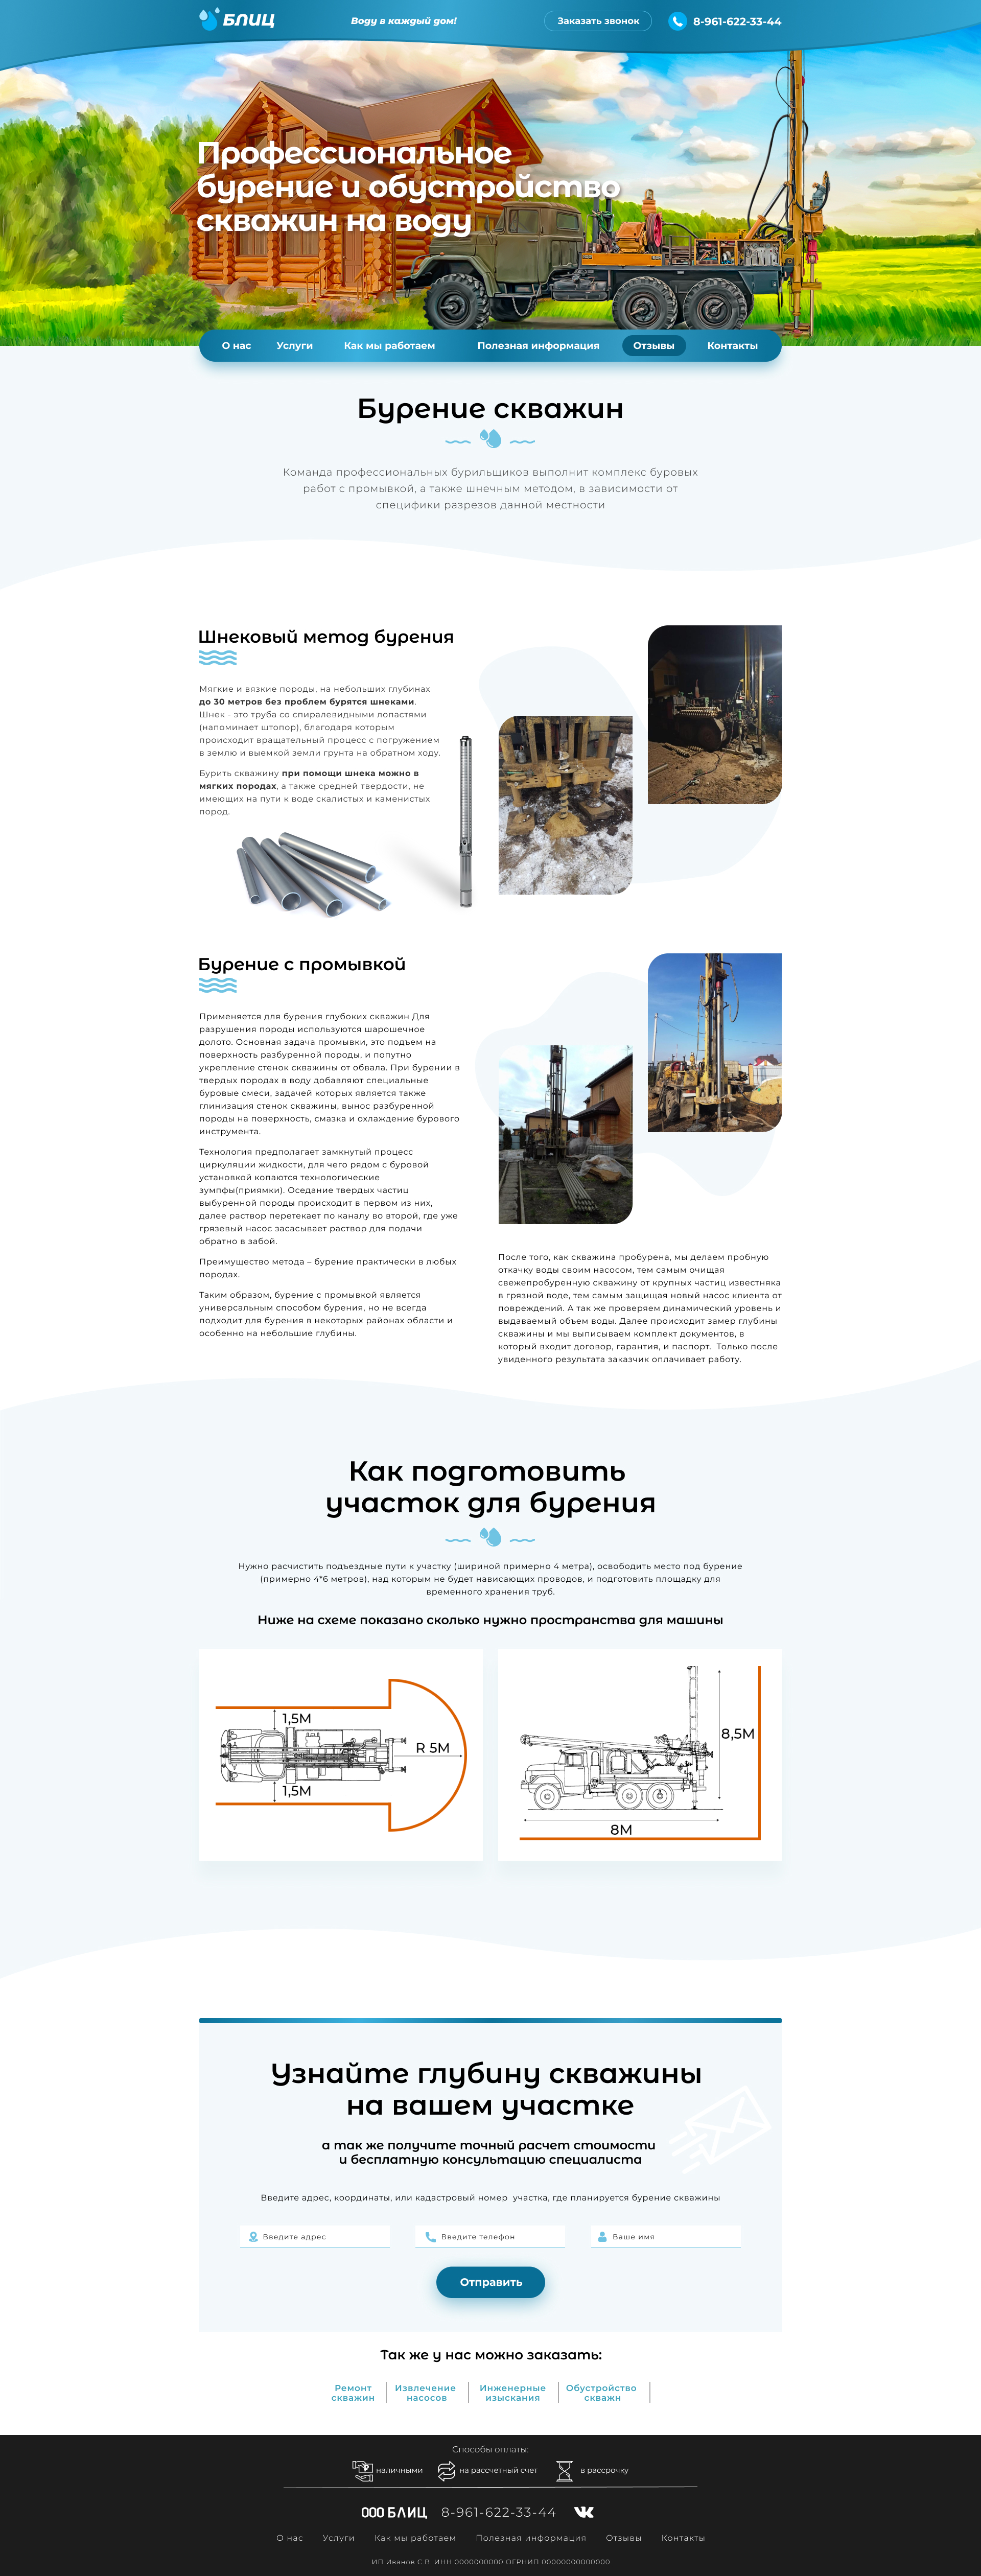 БЛИЦ
Воду в каждый дом!
Заказать звонок
8-961-622-33-44
Профессиональное
бурение и обустройство
скважин на воду
О нас
Услуги
Как мы работаем
Полезная информация
Отзывы
Контакты
Бурение скважин
Команда профессиональных бурильщиков выполнит комплекс буровых
работ с промывкой, а также шнечным методом, в зависимости от
специфики разрезов данной местности
Шнековый метод бурения
Мягкие и вязкие породы, на небольших глубинах
до 30 метров без проблем бурятся шнеками.
Шнек - это труба со спиралевидными лопастями
(напоминает штопор), благодаря которым
происходит вращательный процесс с погружением
в землю и выемкой земли грунта на обратном ходу.
Бурить скважину при помощи шнека можно в
мягких породах, а также средней твердости, не
имеющих на пути к воде скалистых и каменистых
пород.
Бурение с промывкой
Применяется для бурения глубоких скважин Для
разрушения породы используются шарошечное
долото. Основная задача промывки, это подъем на
поверхность разбуренной породы, и попутно
укрепление стенок скважины от обвала. При бурении в
твердых породах в воду добавляют специальные
буровые смеси, задачей которых является также
глинизация стенок скважины, вынос разбуренной
породы на поверхность, смазка и охлаждение бурового
инструмента.
Технология предполагает замкнутый процесс
циркуляции жидкости, для чего рядом с буровой
установкой копаются технологические
зумпфы(приямки). Оседание твердых частиц
выбуренной породы происходит в первом из них,
далее раствор перетекает по каналу во второй, где уже
грязевый насос засасывает раствор для подачи
обратно в забой.
Преимущество метода – бурение практически в любых
породах.
Таким образом, бурение с промывкой является
универсальным способом бурения, но не всегда
подходит для бурения в некоторых районах области и
особенно на небольшие глубины.
После того, как скважина пробурена, мы делаем пробную
откачку воды своим насосом, тем самым очищая
свежепробуренную скважину от крупных частиц известняка
в грязной воде, тем самым защищая новый насос клиента от
повреждений. А так же проверяем динамический уровень и
выдаваемый объем воды. Далее происходит замер глубины
скважины и мы выписываем комплект документов, в
который входит договор, гарантия, и паспорт.  Только после
увиденного результата заказчик оплачивает работу.
Как подготовить
участок для бурения
Нужно расчистить подъездные пути к участку (шириной примерно 4 метра), освободить место под бурение
(примерно 4*6 метров), над которым не будет нависающих проводов, и подготовить площадку для
временного хранения труб.
Ниже на схеме показано сколько нужно пространства для машины
1,5М
R 5М
1,5М
8,5М
8М
Узнайте глубину скважины
на вашем участке
а так же получите точный расчет стоимости
и бесплатную консультацию специалиста
Введите адрес, координаты, или кадастровый номер  участка, где планируется бурение скважины
Введите адрес
Введите телефон
Ваше имя
Отправить
Так же у нас можно заказать:
Ремонт
скважин
Извлечение
насосов
Инженерные
изыскания
Обустройство
скважн
Способы оплаты:
наличными
на рассчетный счет
в рассрочку
ООО БЛИЦ
8-961-622-33-44
О нас
Услуги
Как мы работаем
Полезная информация
Отзывы
Контакты
ИП Иванов С.В. ИНН 0000000000 ОГРНИП 00000000000000